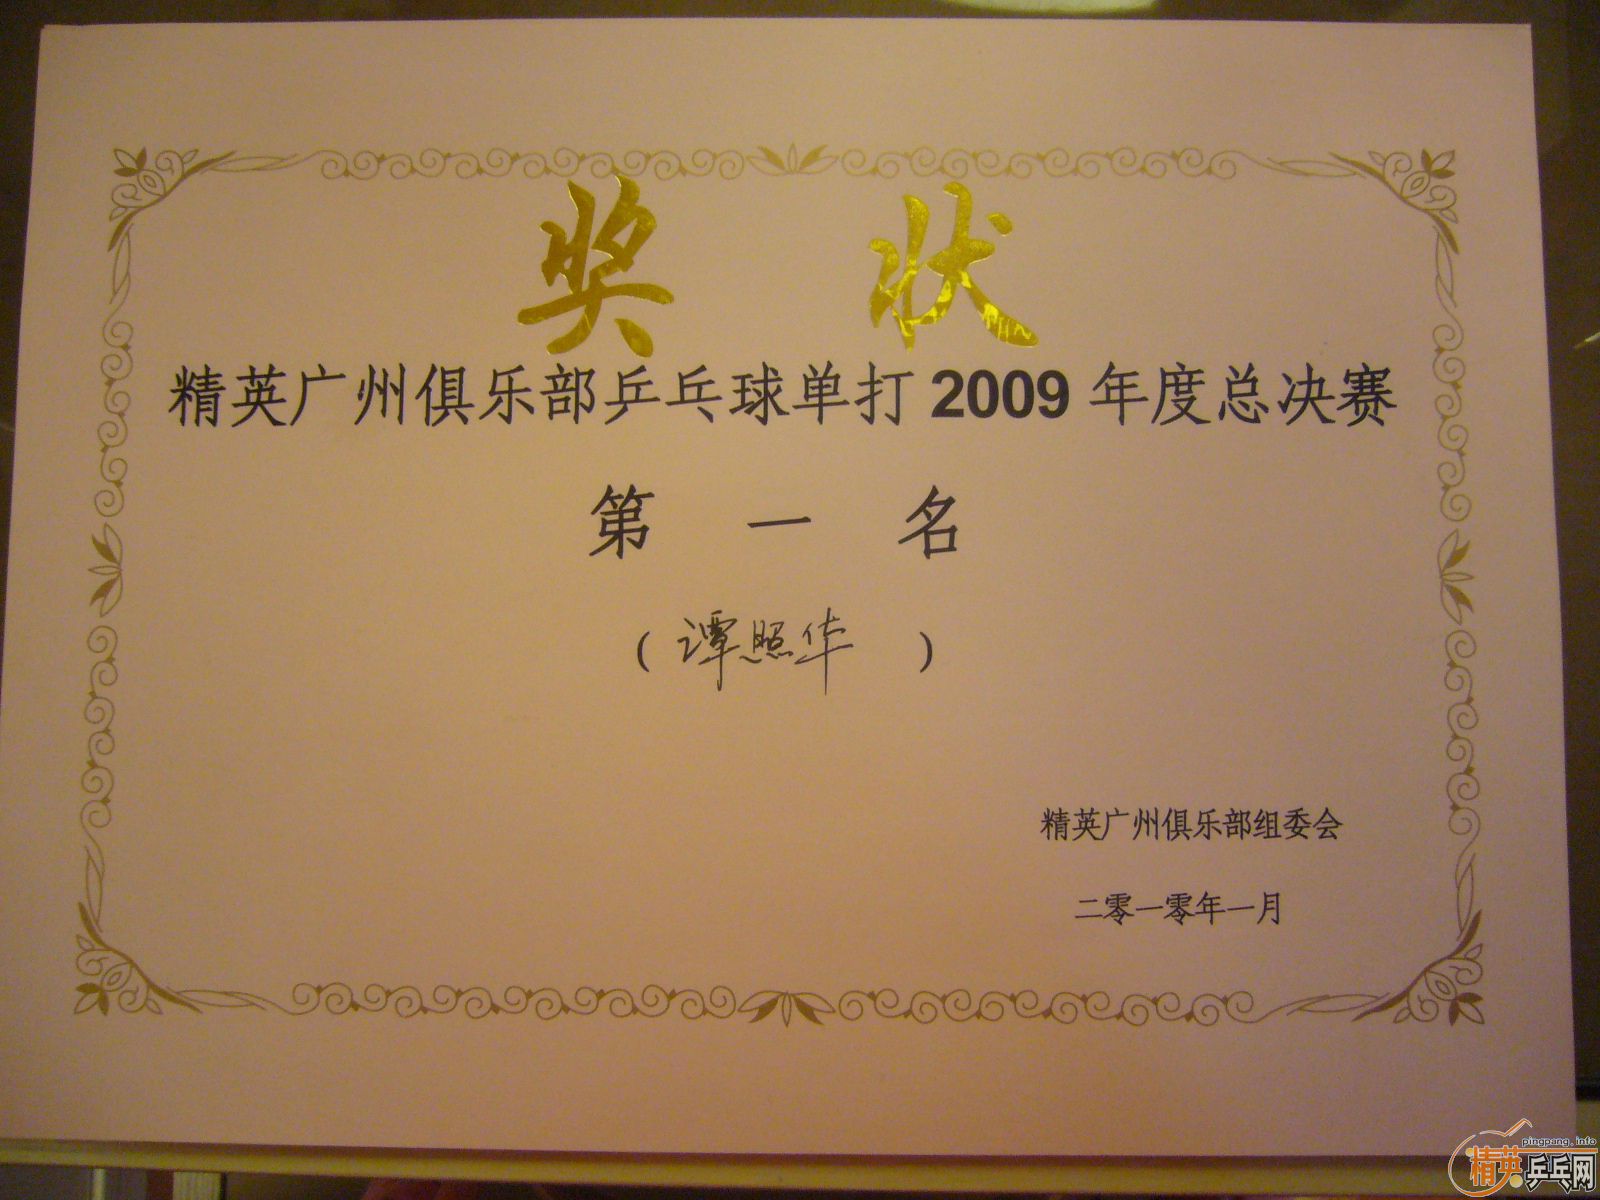 奖 状
精英广州俱乐部乒乓球单打2009年度总决赛
第 一 名
（谭照华 ）
精英广州俱乐部组委会
二零一零年一月
pingpang.info
精英乒乓网